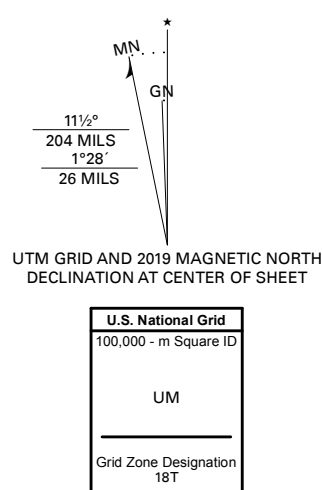 ★
MN
GN
11½°
204 MILS
1°28´
26 MILS
UTM GRID AND 2019 MAGNETIC NORTH
DECLINATION AT CENTER OF SHEET
U.S. National Grid
100,000 - m Square ID
UM
Grid Zone Designation
18T